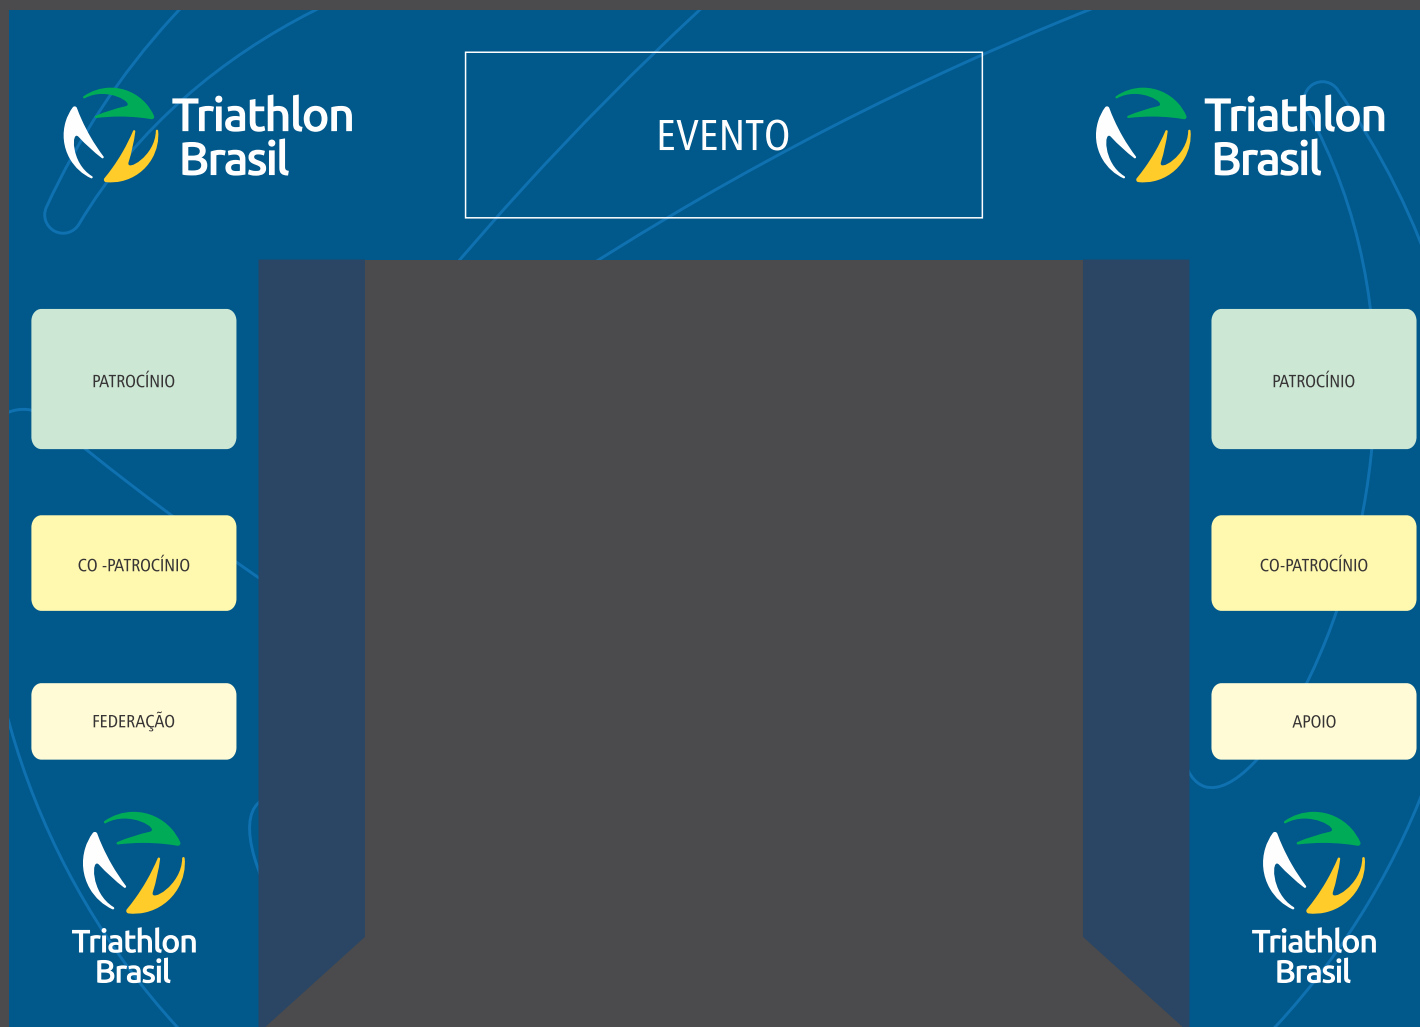 Triathlon
Brasil
EVENTO
Triathlon
Brasil
PATROCÍNIO
PATROCÍNIO
CO -PATROCÍNIO
CO-PATROCÍNIO
FEDERAÇÃO
APOIO
Triathlon
Brasil
Triathlon
Brasil